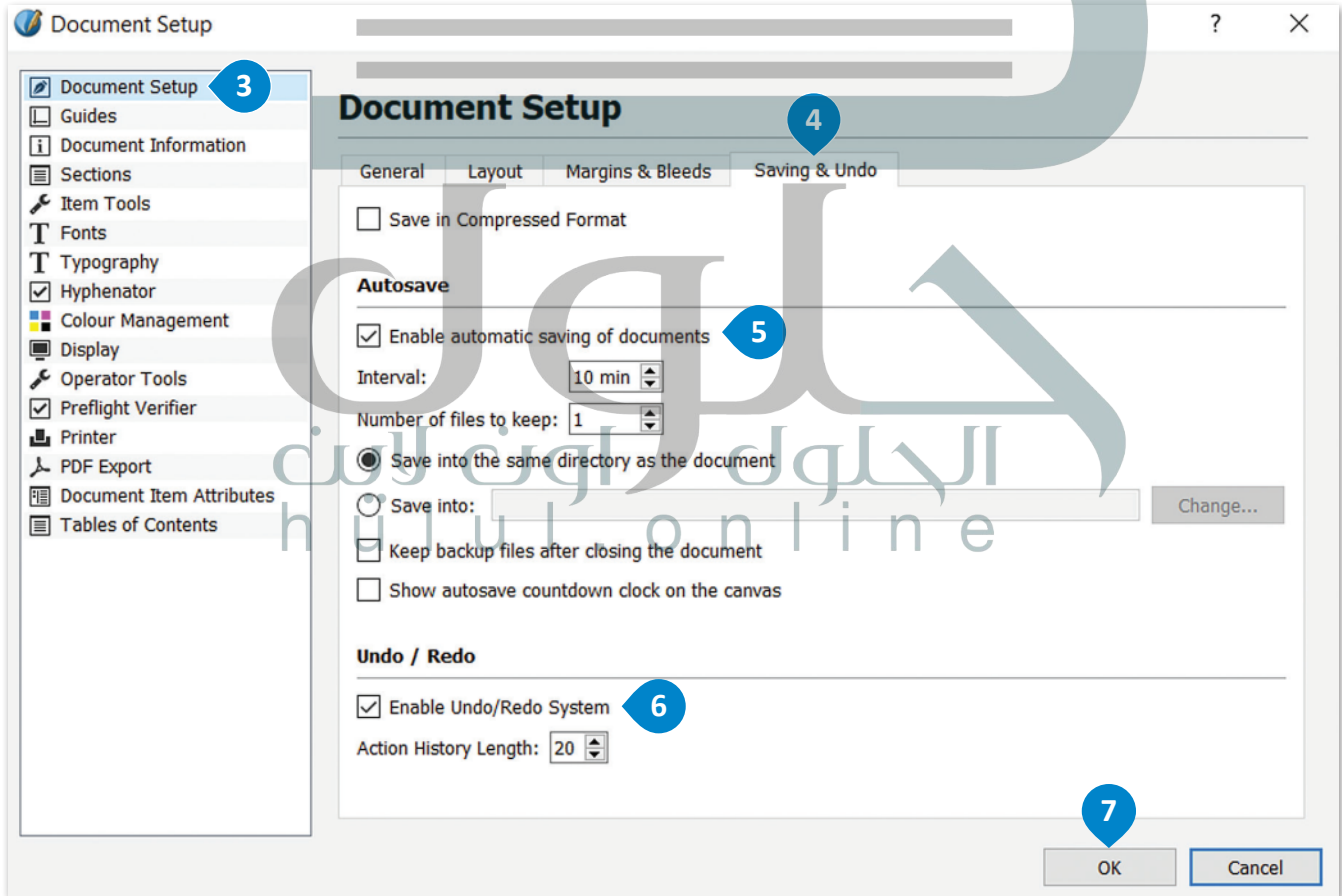 Document Setup
?
Document Setup 3
Guides
Document Information
Sections
Item Tools
Fonts
Typography
Hyphenator
Colour Management
Display
Operator Tools
Preflight Verifier
Printer
PDF Export
Document Item Attributes
Tables of Contents
Document Setup
4
General Layout Margins & Bleeds Saving & Undo
Save in Compressed Format
Autosave
Enable automatic saving of documents 5
Interval: 10 min
Number of files to keep: 1
Save into the same directory as the document
Save into: Change...
Keep backup files after closing the document
Show autosave countdown clock on the canvas
Undo / Redo
Enable Undo/Redo System 6
Action History Length: 20
7
OK Cancel
حلول
الحلول اون لاين
hulul.online